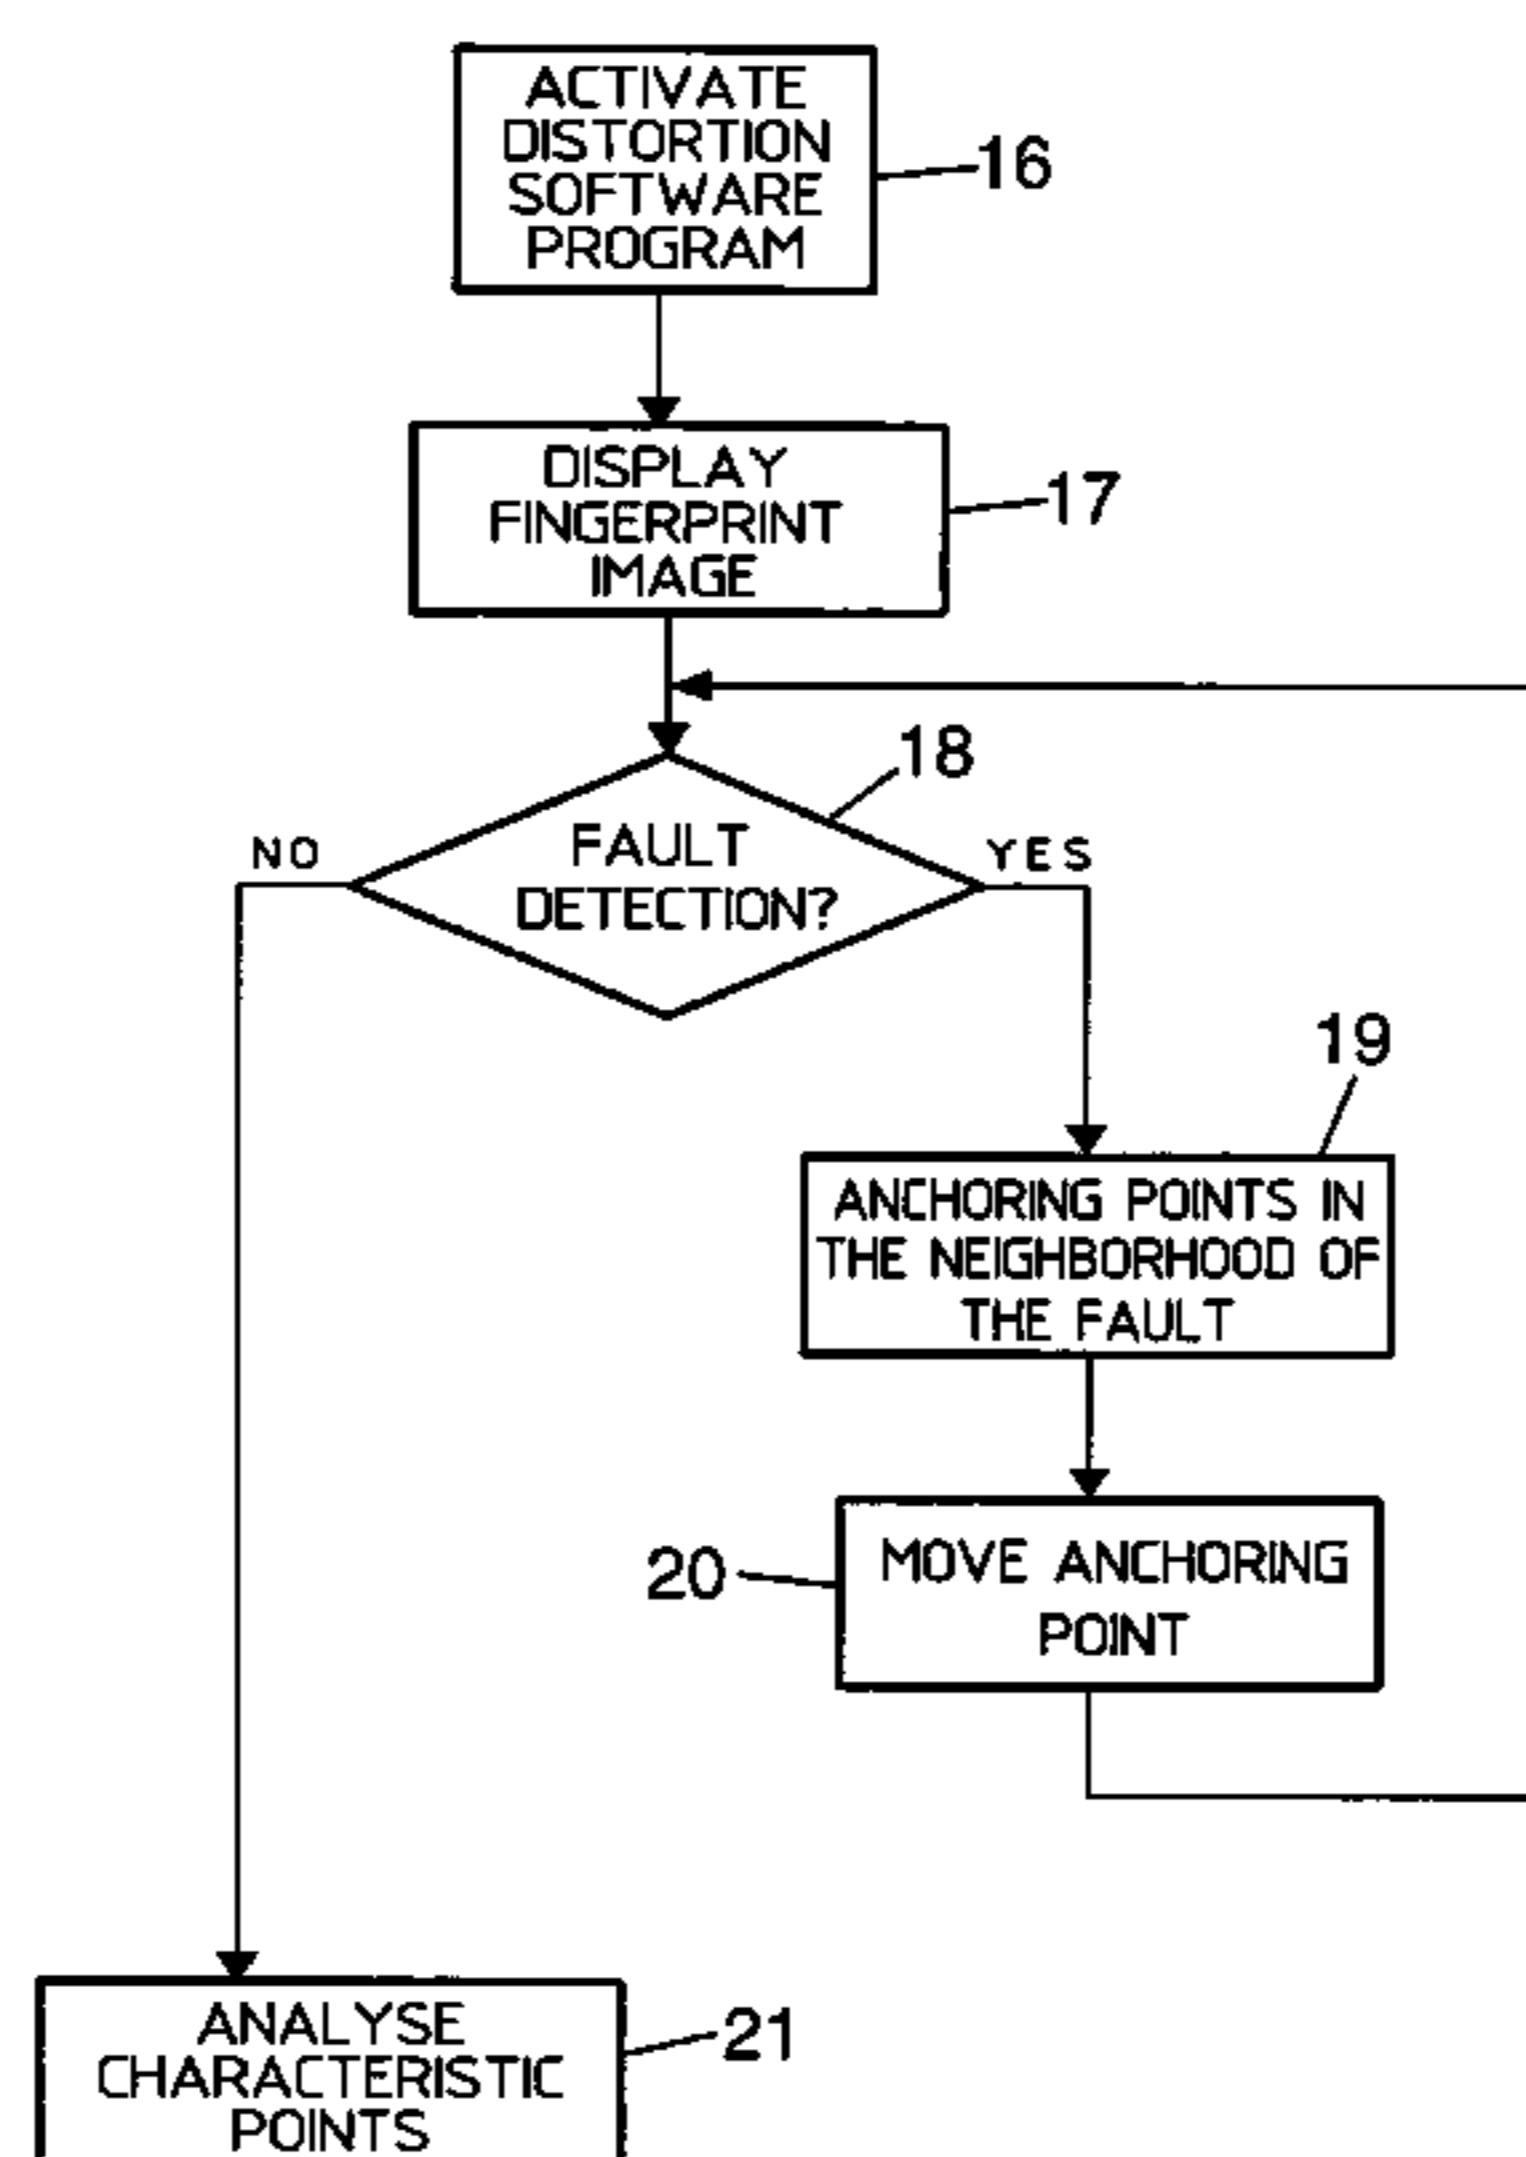 ACTIVATE
DISTORTION
SOFTWARE
PROGRAM
16
DISPLAY
FINGERPRINT
IMAGE
17
18
FAULT
DETECTION?
NO
YES
19
ANCHORING POINTS IN
THE NEIGHBORHOOD OF
THE FAULT
20
MOVE ANCHORING
POINT
ANALYSE
CHARACTERISTIC
POINTS
21